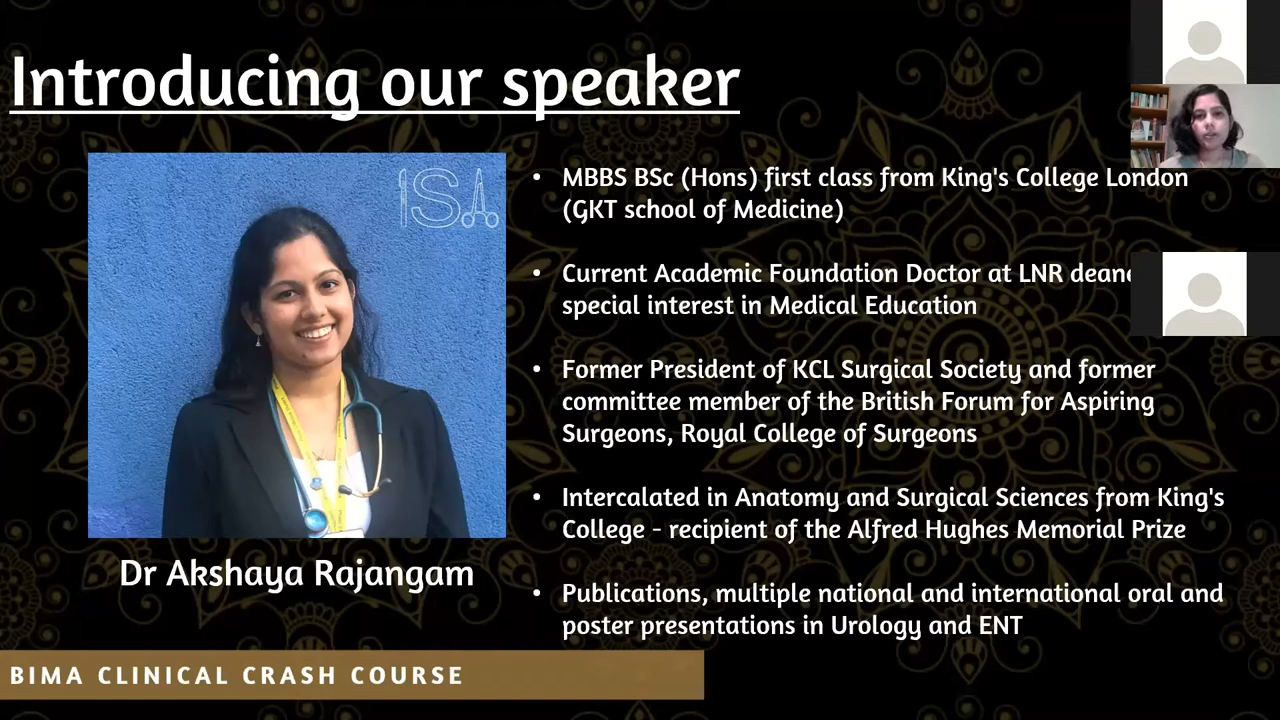 Introducing our speaker
ISA
MBBS BSc (Hons) first class from King's College London
(GKT school of Medicine)
Current Academic Foundation Doctor at LNR
special interest in Medical Education
Former President of KCL Surgical Society and former
committee member of the British Forum for Aspiring
Surgeons, Royal College of Surgeons
Intercalated in Anatomy and Surgical Sciences from King's
College - recipient of the Alfred Hughes Memorial Prize
Publications, multiple national and international oral and
poster presentations in Urology and ENT
Dr Akshaya Rajangam
BIMA CLINICAL CRASH COURSE